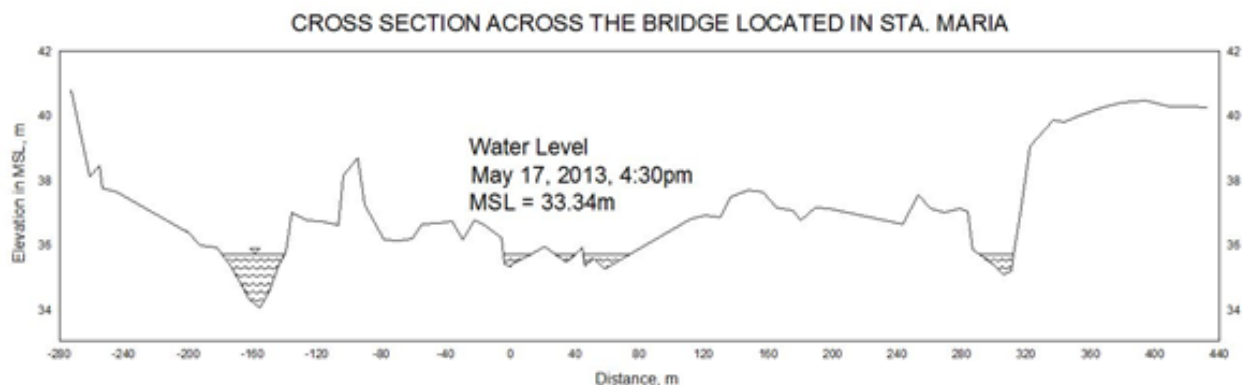 CROSS SECTION ACROSS THE BRIDGE LOCATED IN STA. MARIA
42
42
40
40
Water Level
May 17, 2013, 4:30pm
MSL = 33.34m
38
38
36
36
34
34
Elevation in MSL, m
-280 -240 -200 -160 -120 -80 -40 0 40 80 120 160 200 240 280 320 360 400 440
Distance, m